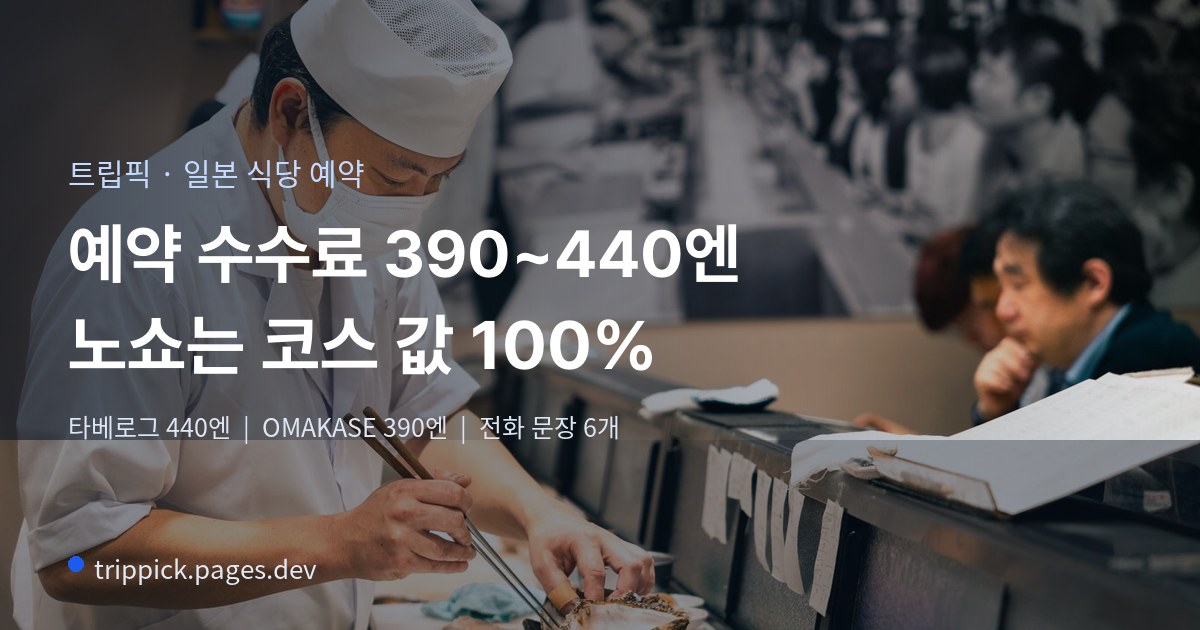 트립픽 · 일본 식당 예약
예약 수수료 390~440엔
노쇼는 코스 값 100%
타베로그 440엔 | OMAKASE 390엔 | 전화 문장 6개
trippick.pages.dev